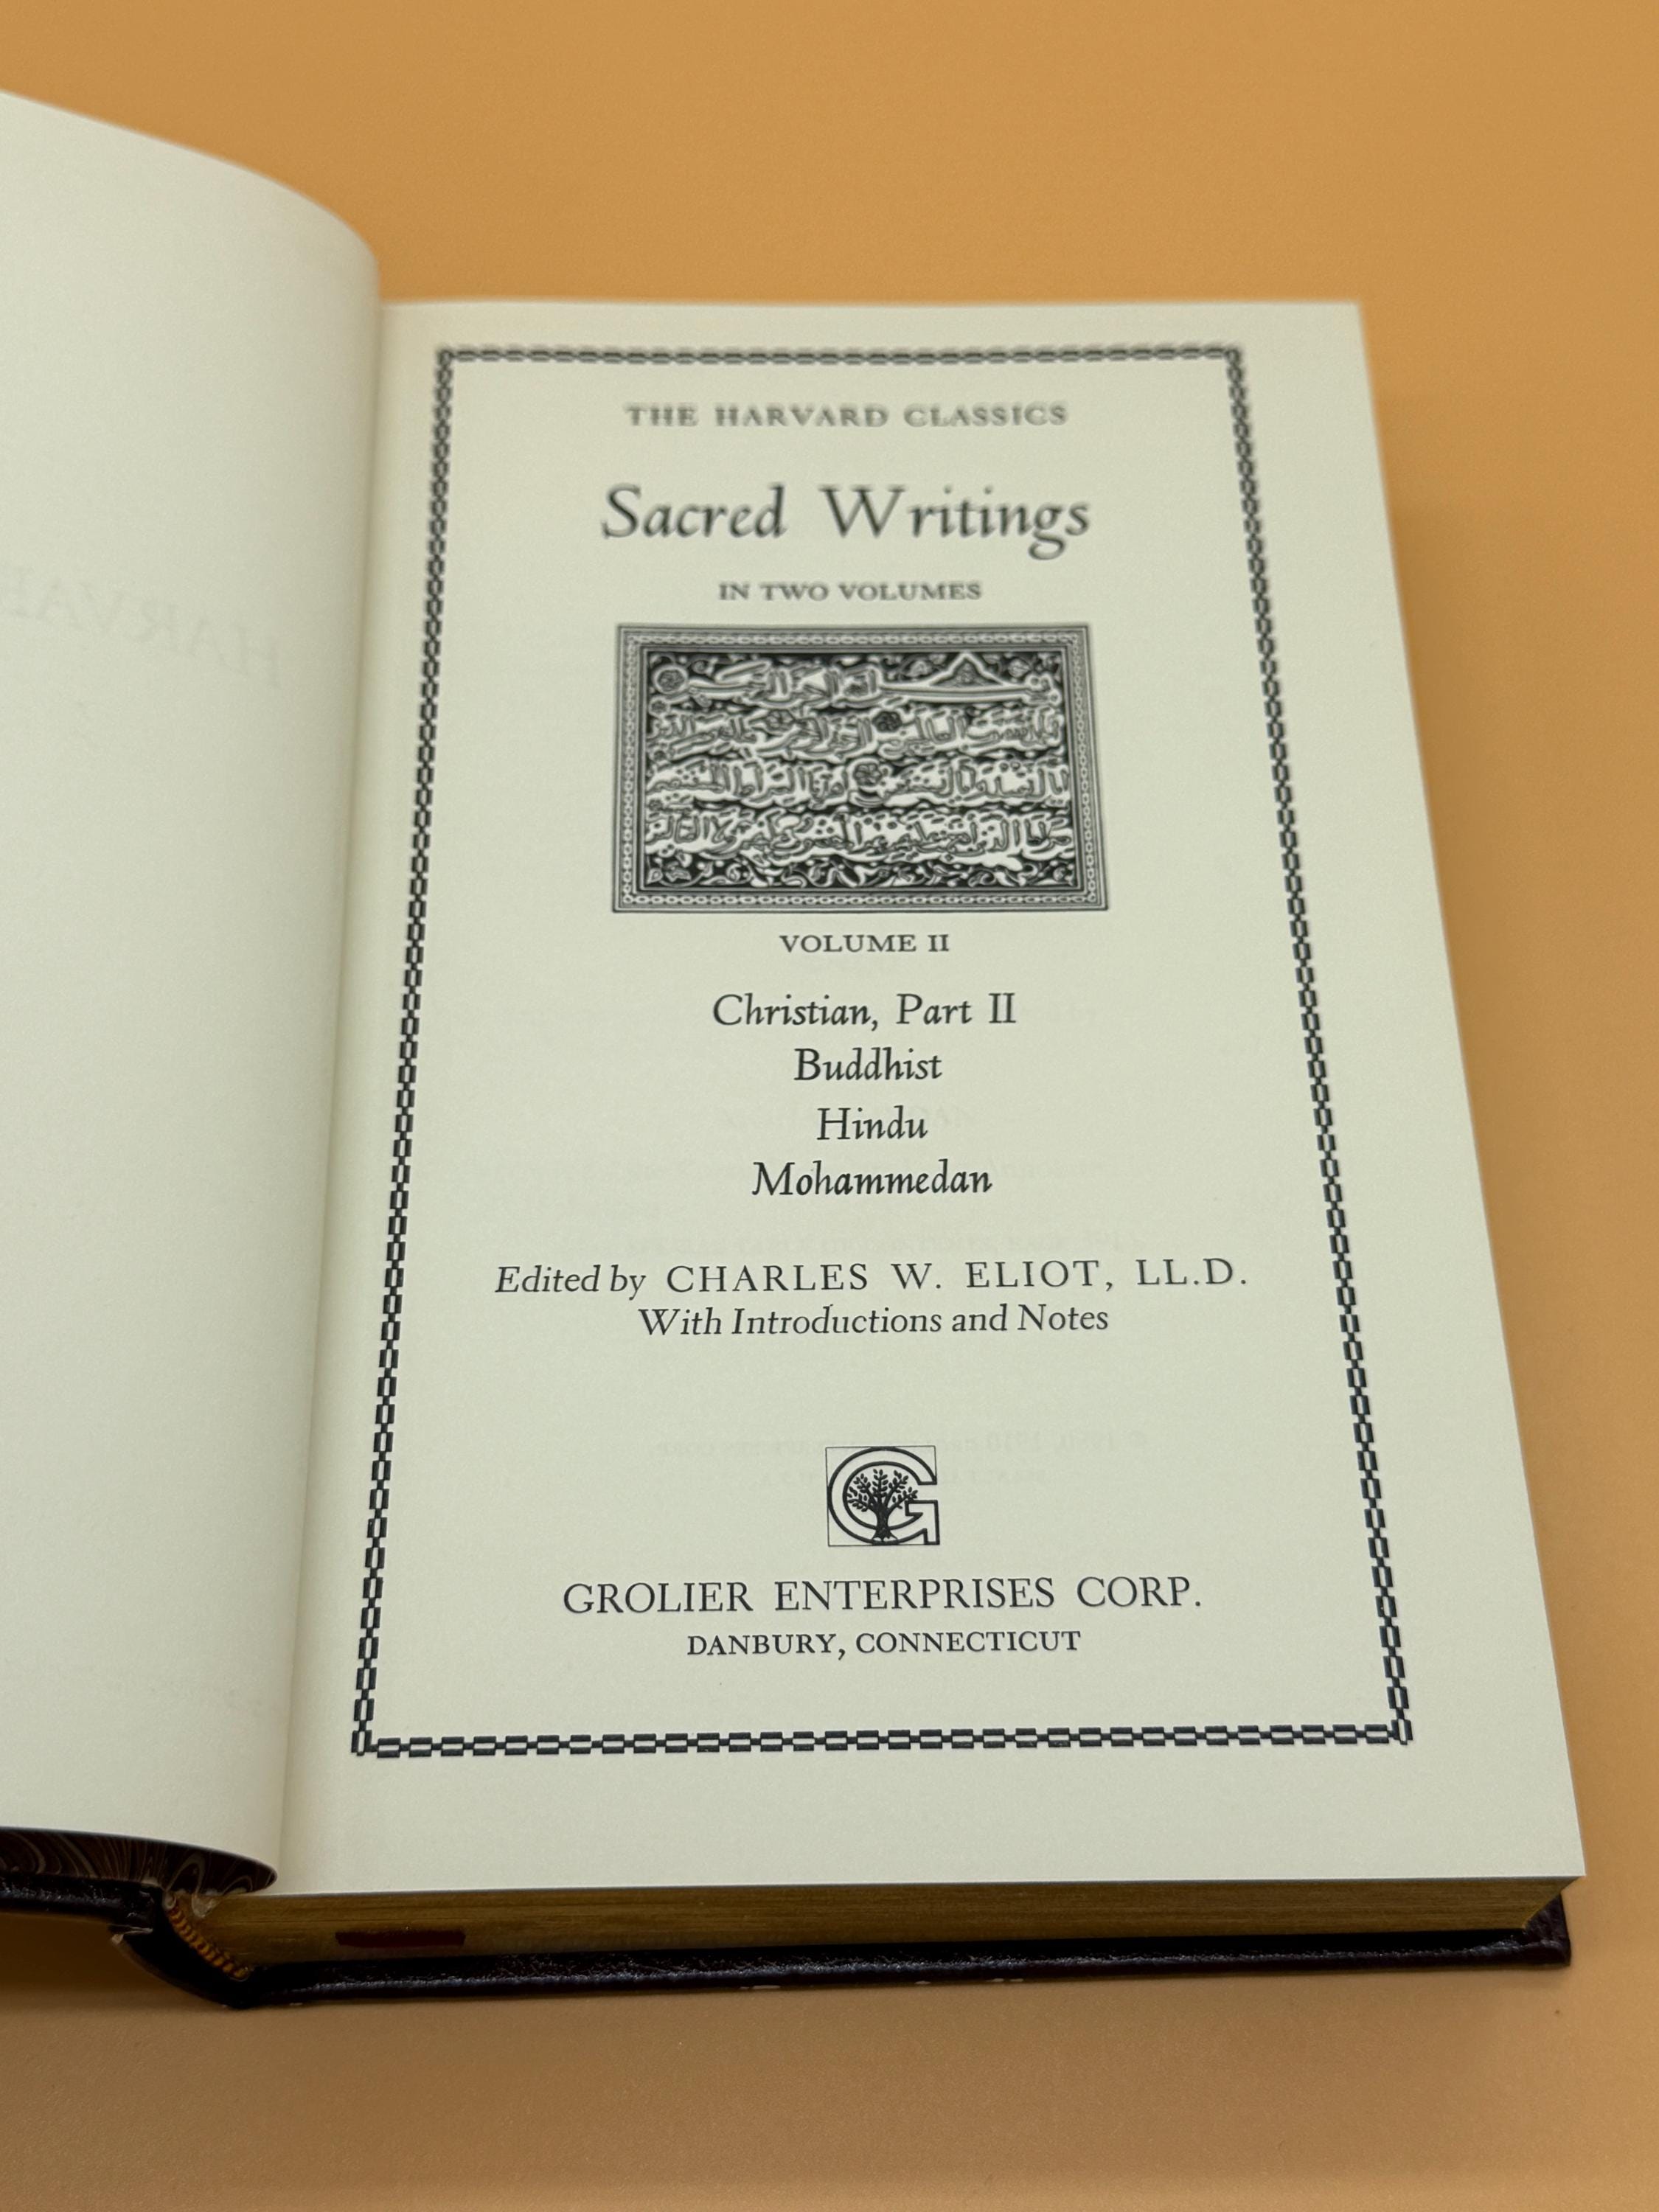 THE HARVARD CLASSICS
Sacred Writings
IN TWO VOLUMES
VOLUME II
Christian, Part II
Buddhist
Hindu
Mohammedan
Edited by CHARLES W. ELIOT, LL.D.
With Introductions and Notes
G
GROLIER ENTERPRISES CORP.
DANBURY, CONNECTICUT